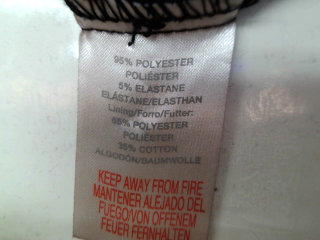 95% POLYESTER
POLIÉSTER
5% ELASTANE
ELÁSTANE/ELASTHAN
Lining/Forro/Futter:
65% POLYESTER
POLIÉSTER
35% COTTON
ALGODÓN/BAUMWOLLE
KEEP AWAY FROM FIRE
MANTENER ALEJADO DEL
FUEGO/VON OFFENEM
FEUER FERNHALTEN